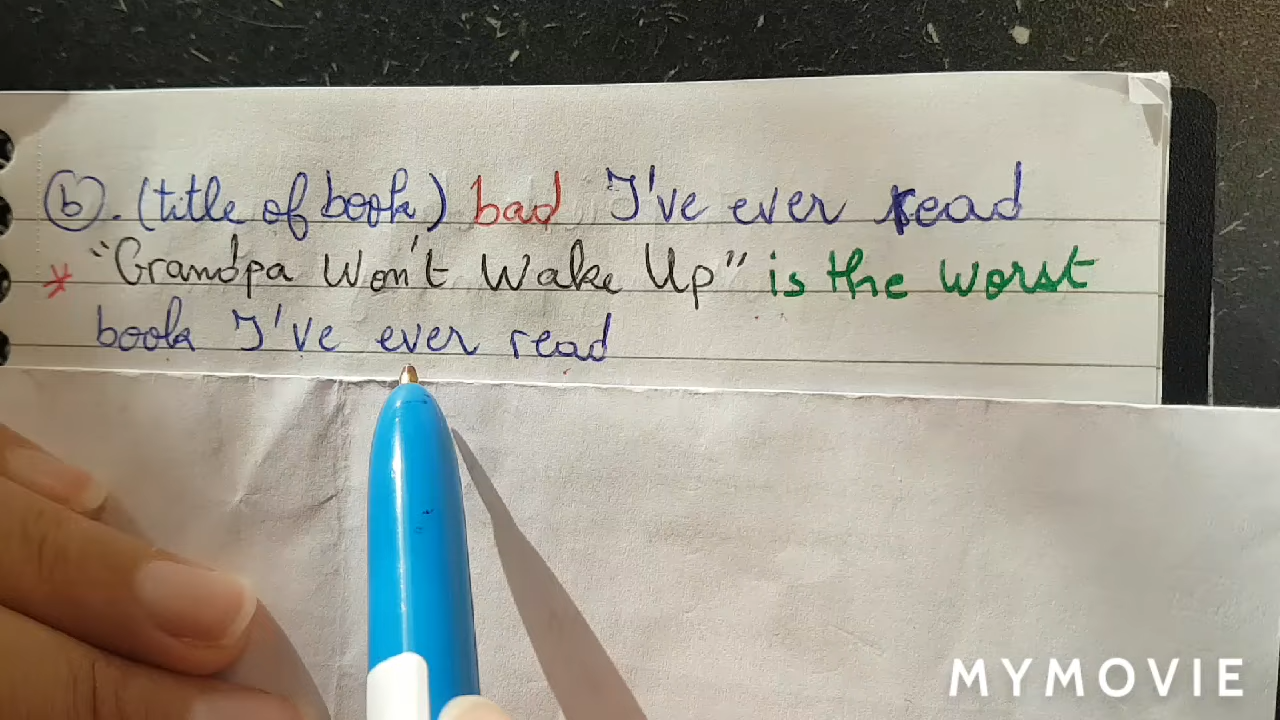 b. (title of book) bad I've ever read
* "Grandpa Won't Wake Up" is the worst
book I've ever read
MYMOVIE